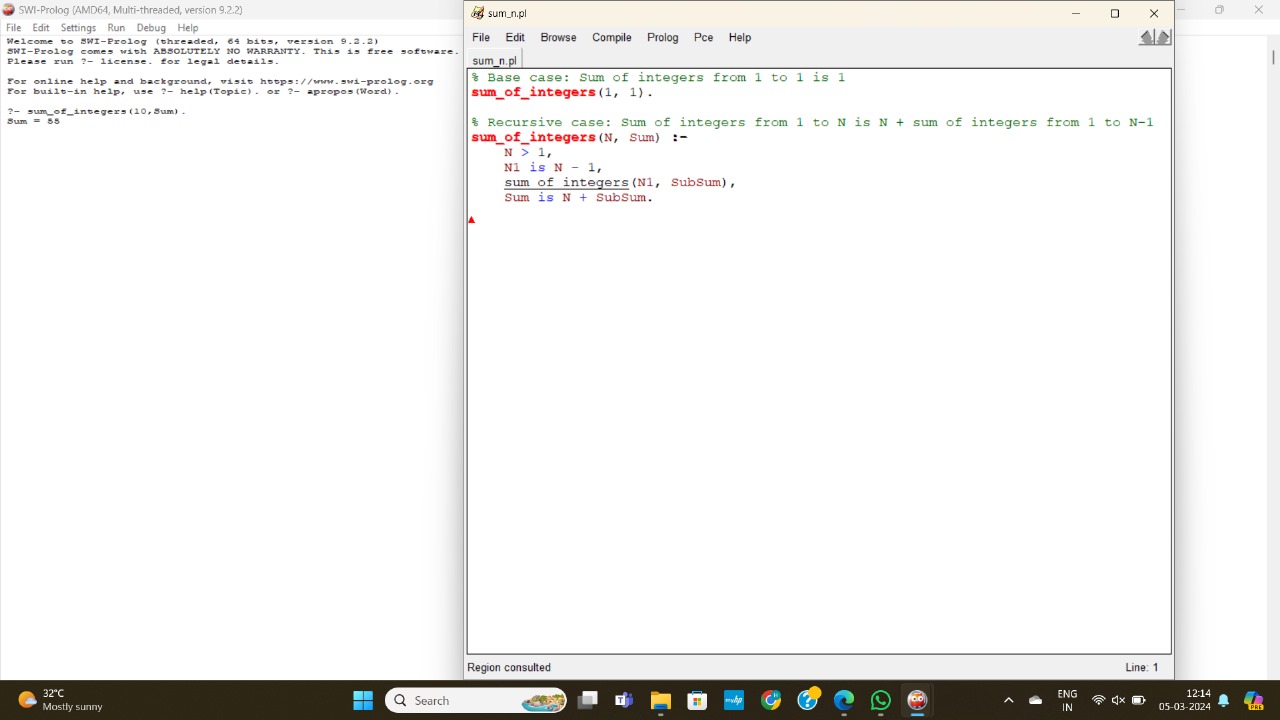 SWI-Prolog (AMD64, Multi-threaded, version 9.2.2)
File Edit Settings Run Debug Help
Welcome to SWI-Prolog (threaded, 64 bits, version 9.2.2)
SWI-Prolog comes with ABSOLUTELY NO WARRANTY. This is free software.
Please run ?- license. for legal details.
For online help and background, visit https://www.swi-prolog.org
For built-in help, use ?- help(Topic). or ?- apropos(Word).
?- sum_of_integers(10,Sum).
Sum = 55
sum_n.pl
File Edit Browse Compile Prolog Pce Help
sum_n.pl
% Base case: Sum of integers from 1 to 1 is 1
sum_of_integers(1, 1).
% Recursive case: Sum of integers from 1 to N is N + sum of integers from 1 to N-1
sum_of_integers(N, Sum) :-
N > 1,
N1 is N - 1,
sum_of_integers(N1, SubSum),
Sum is N + SubSum.
Region consulted
Line: 1
32°C
Mostly sunny
Search
ENG
IN
12:14
05-03-2024